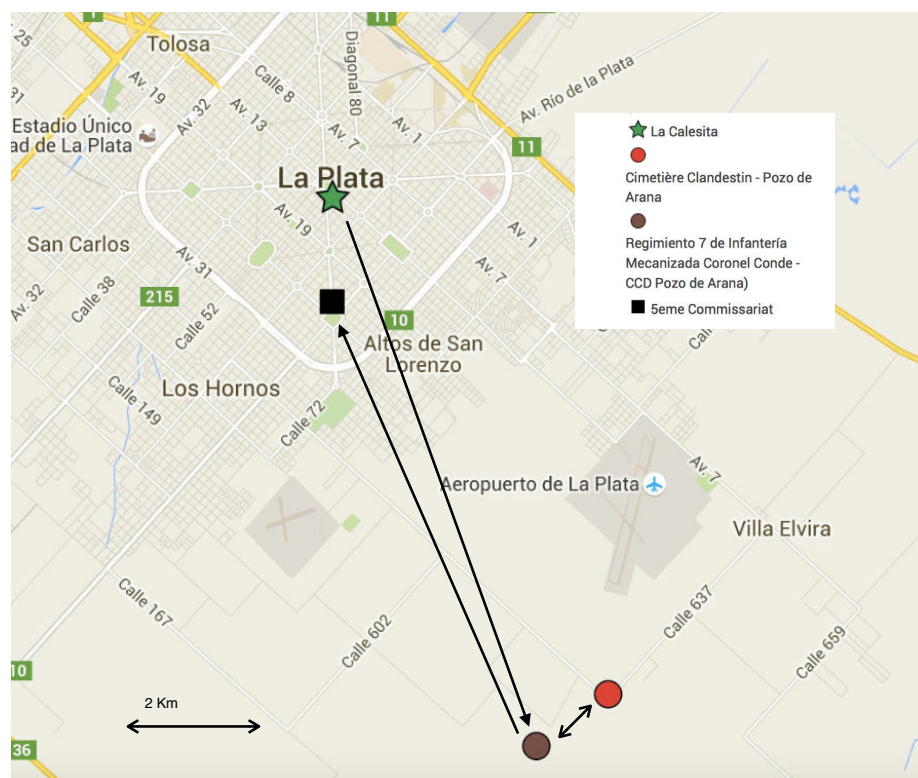 1
11
Tolosa
Av. 25
Av. 19
Av. 32
Calle 8
Diagonal 80
Av. 13
Av. 7
Av. 1
Av. Río de la Plata
31
Estadio Único
ad de La Plata
11
La Plata
Av. 19
Av. 1
San Carlos
Av. 31
Av. 7
Av. 32
Calle 38
215
Calle 52
10
Altos de San
Lorenzo
Los Hornos
Calle 149
Calle 72
Av. 7
Aeropuerto de La Plata
Villa Elvira
Calle 167
Calle 602
Calle 637
Calle 659
10
2 Km
36
La Calesita
Cimetière Clandestin - Pozo de
Arana
Regimiento 7 de Infantería
Mecanizada Coronel Conde -
CCD Pozo de Arana)
5eme Commissariat